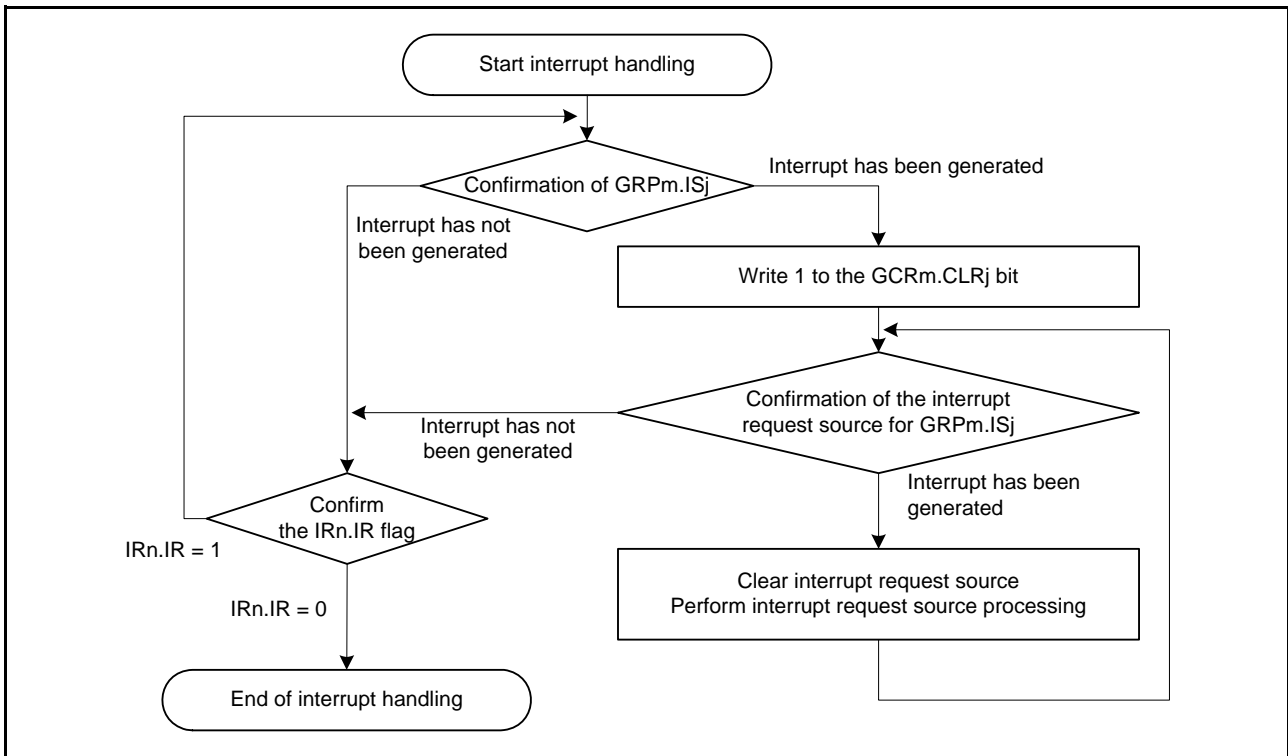 Start interrupt handling
Confirmation of GRPm.ISj
Interrupt has been generated
Interrupt has not
been generated
Write 1 to the GCRm.CLRj bit
Confirmation of the interrupt
request source for GRPm.ISj
Interrupt has not
been generated
Interrupt has been
generated
Confirm
the IRn.IR flag
IRn.IR = 1
IRn.IR = 0
Clear interrupt request source
Perform interrupt request source processing
End of interrupt handling